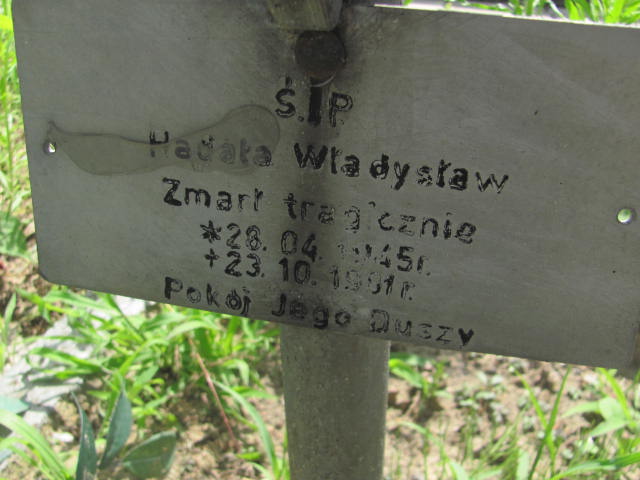 Ś. P.
Hadała Władysław
Zmarł tragicznie
*28. 04. 1945r.
+23. 10. 1991r.
Pokój Jego Duszy